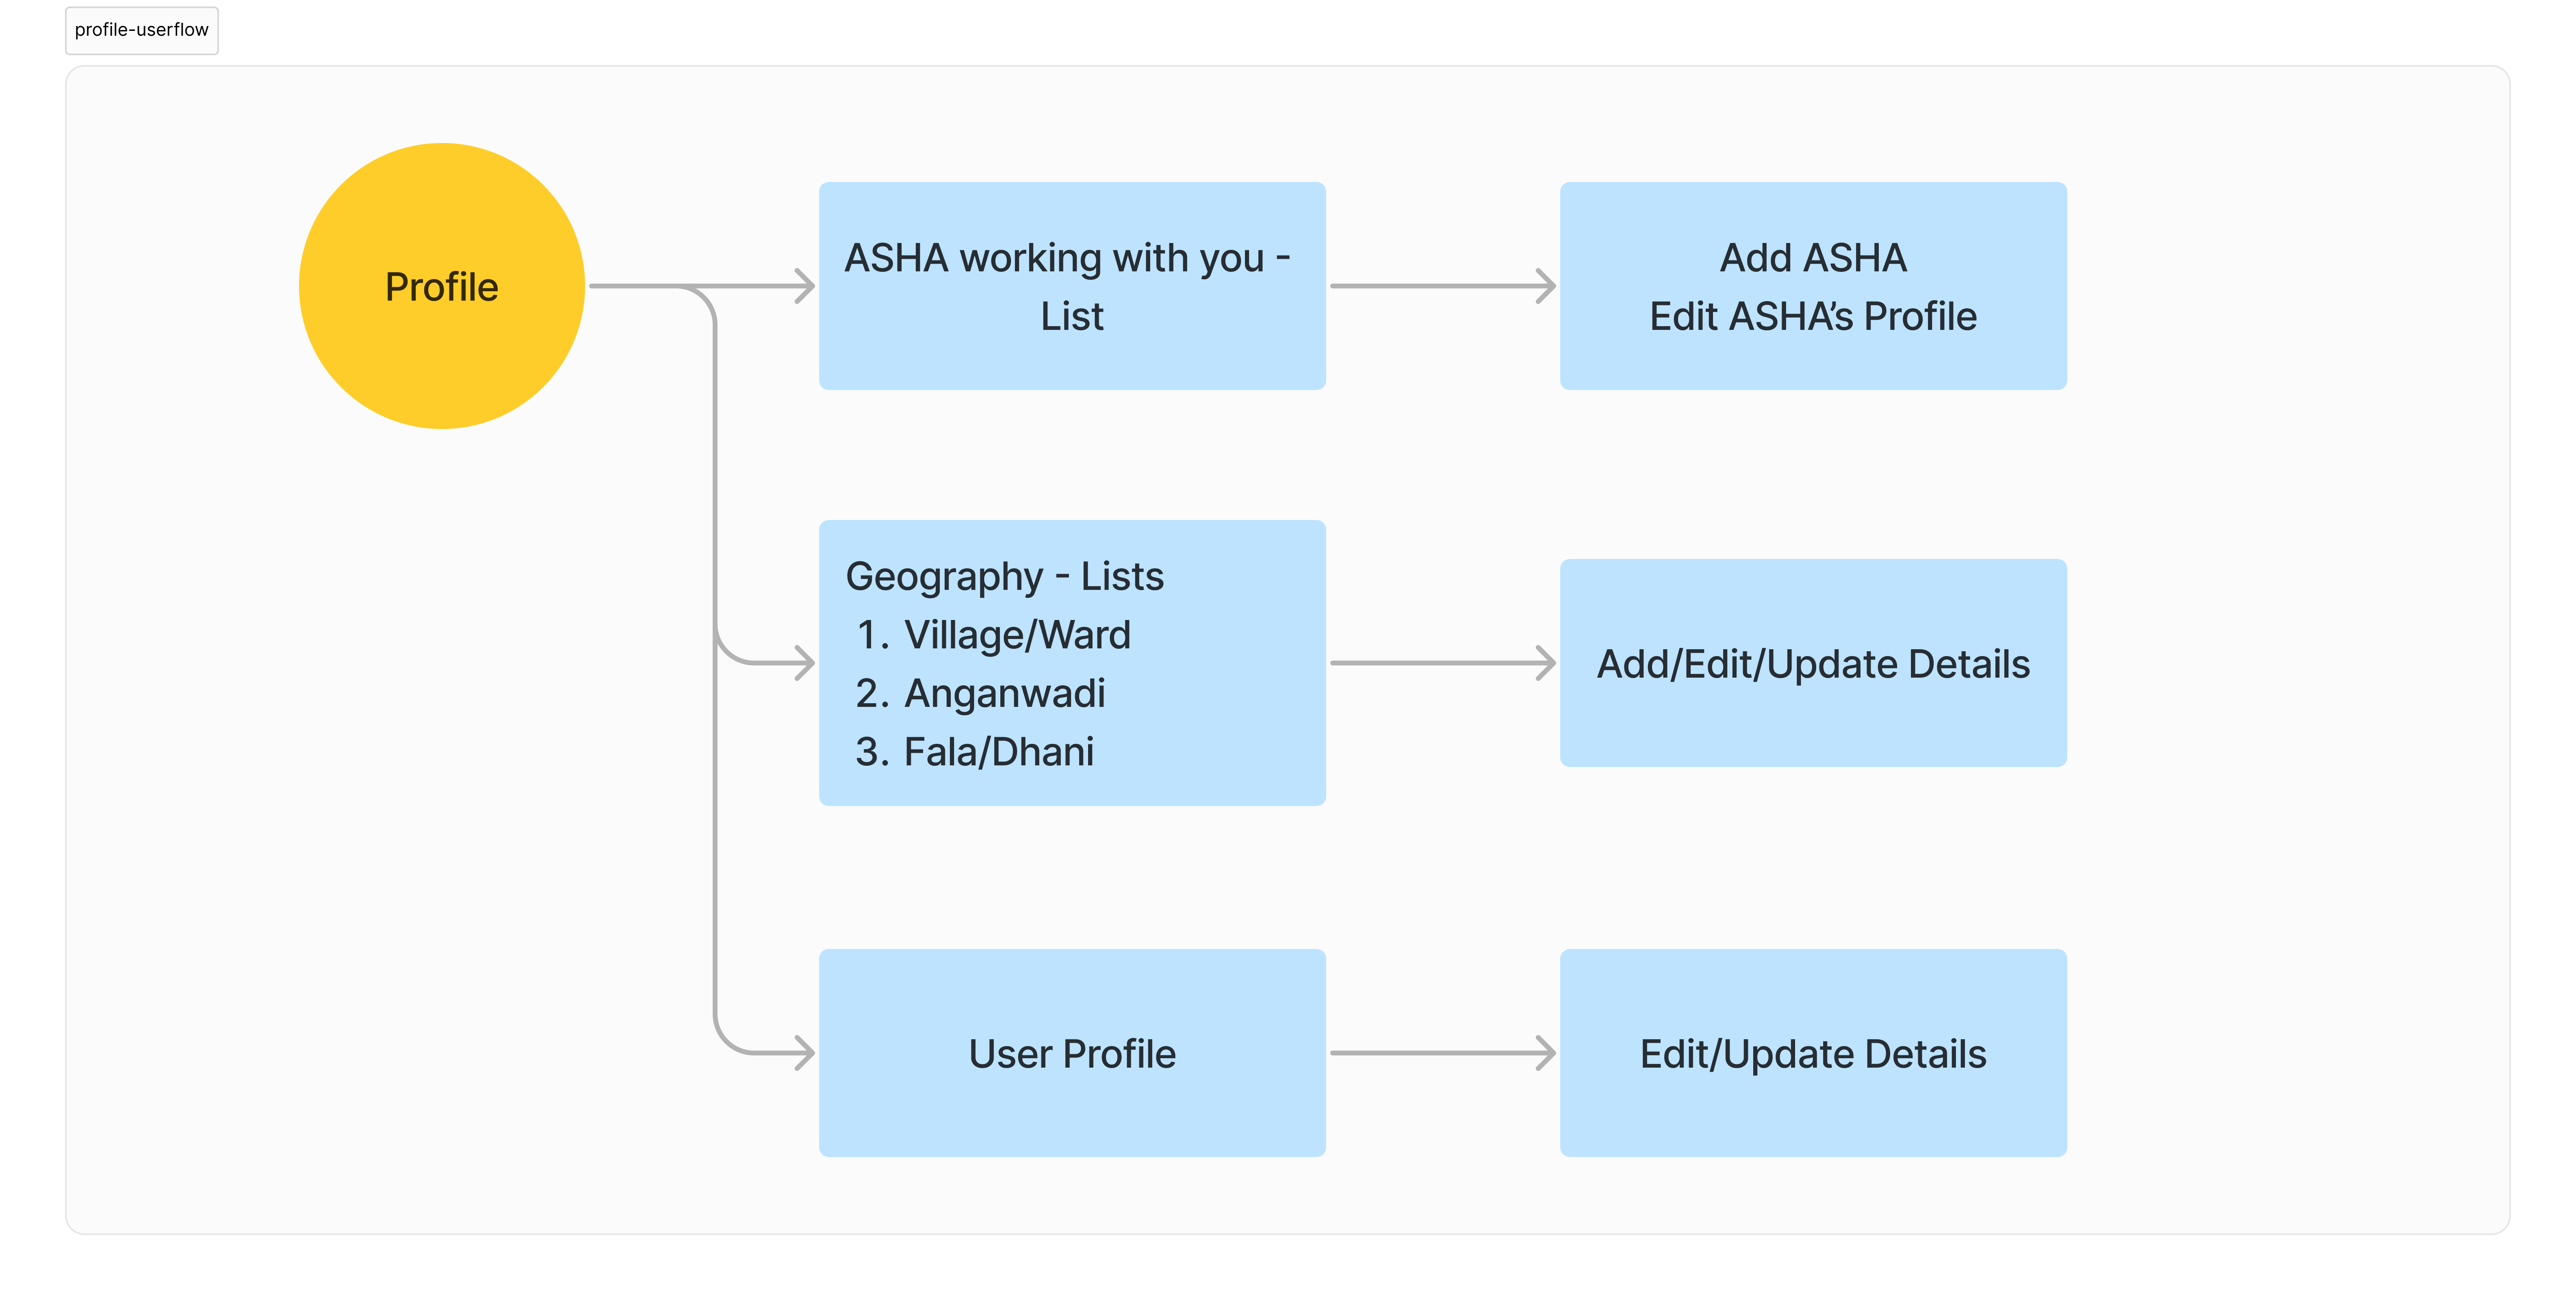 profile-userflow
Profile
ASHA working with you -
List
Add ASHA
Edit ASHA’s Profile
Geography - Lists
1. Village/Ward
2. Anganwadi
3. Fala/Dhani
Add/Edit/Update Details
User Profile
Edit/Update Details